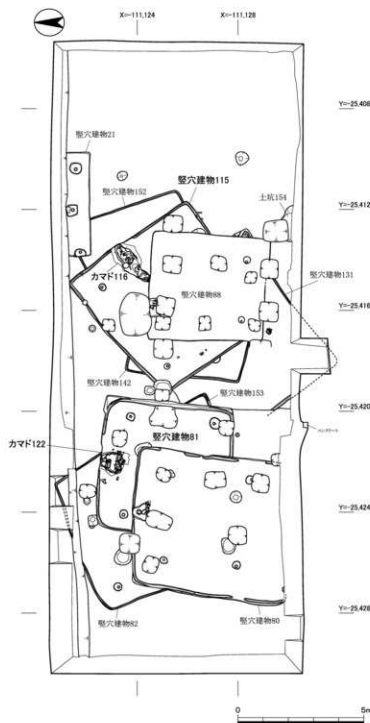 X=-111,124
X=-111,128
Y=-25,408
竪穴建物21
竪穴建物152
竪穴建物115
Y=-25,412
土坑154
カマド116
竪穴建物131
竪穴建物88
Y=-25,416
竪穴建物142
竪穴建物153
Y=-25,420
カマド122
竪穴建物81
Y=-25,424
竪穴建物82
竪穴建物80
Y=-25,428
0
5m